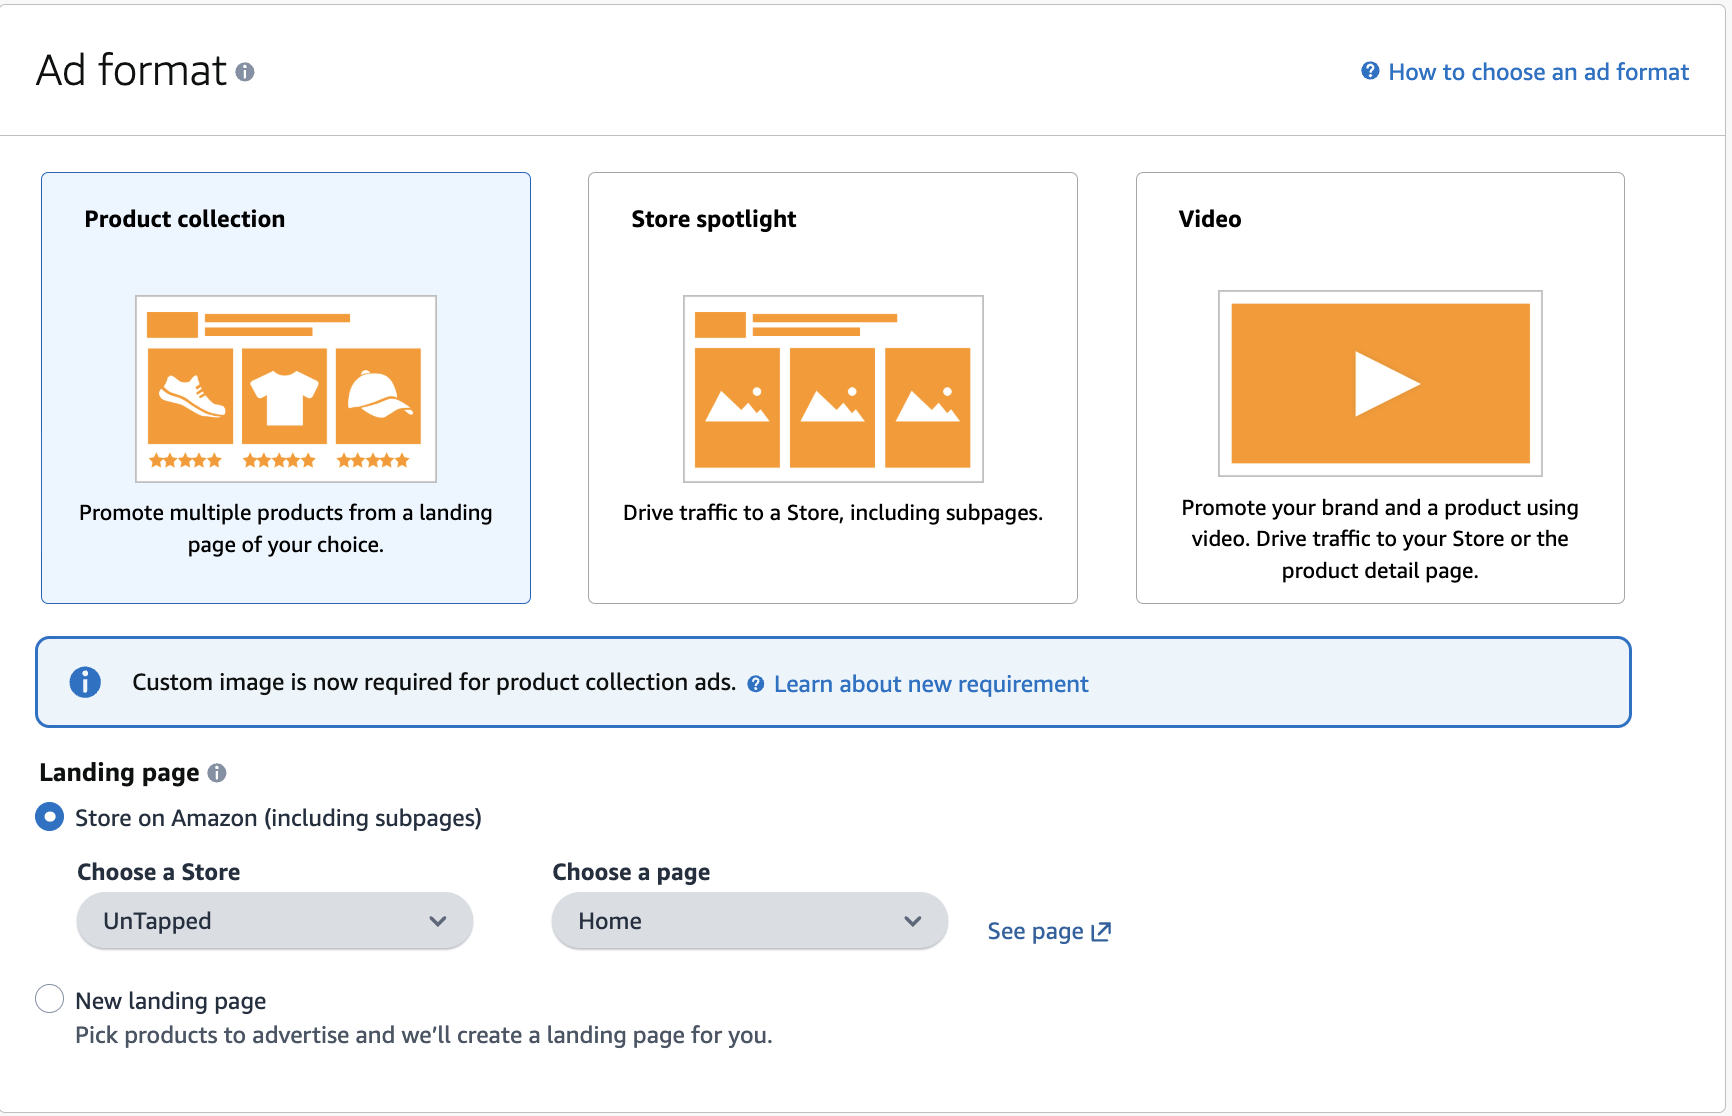 Ad format
How to choose an ad format
Product collection
Promote multiple products from a landing
page of your choice.
Store spotlight
Drive traffic to a Store, including subpages.
Video
Promote your brand and a product using
video. Drive traffic to your Store or the
product detail page.
Custom image is now required for product collection ads. Learn about new requirement
Landing page
Store on Amazon (including subpages)
Choose a Store
UnTapped
Choose a page
Home
See page
New landing page
Pick products to advertise and we’ll create a landing page for you.